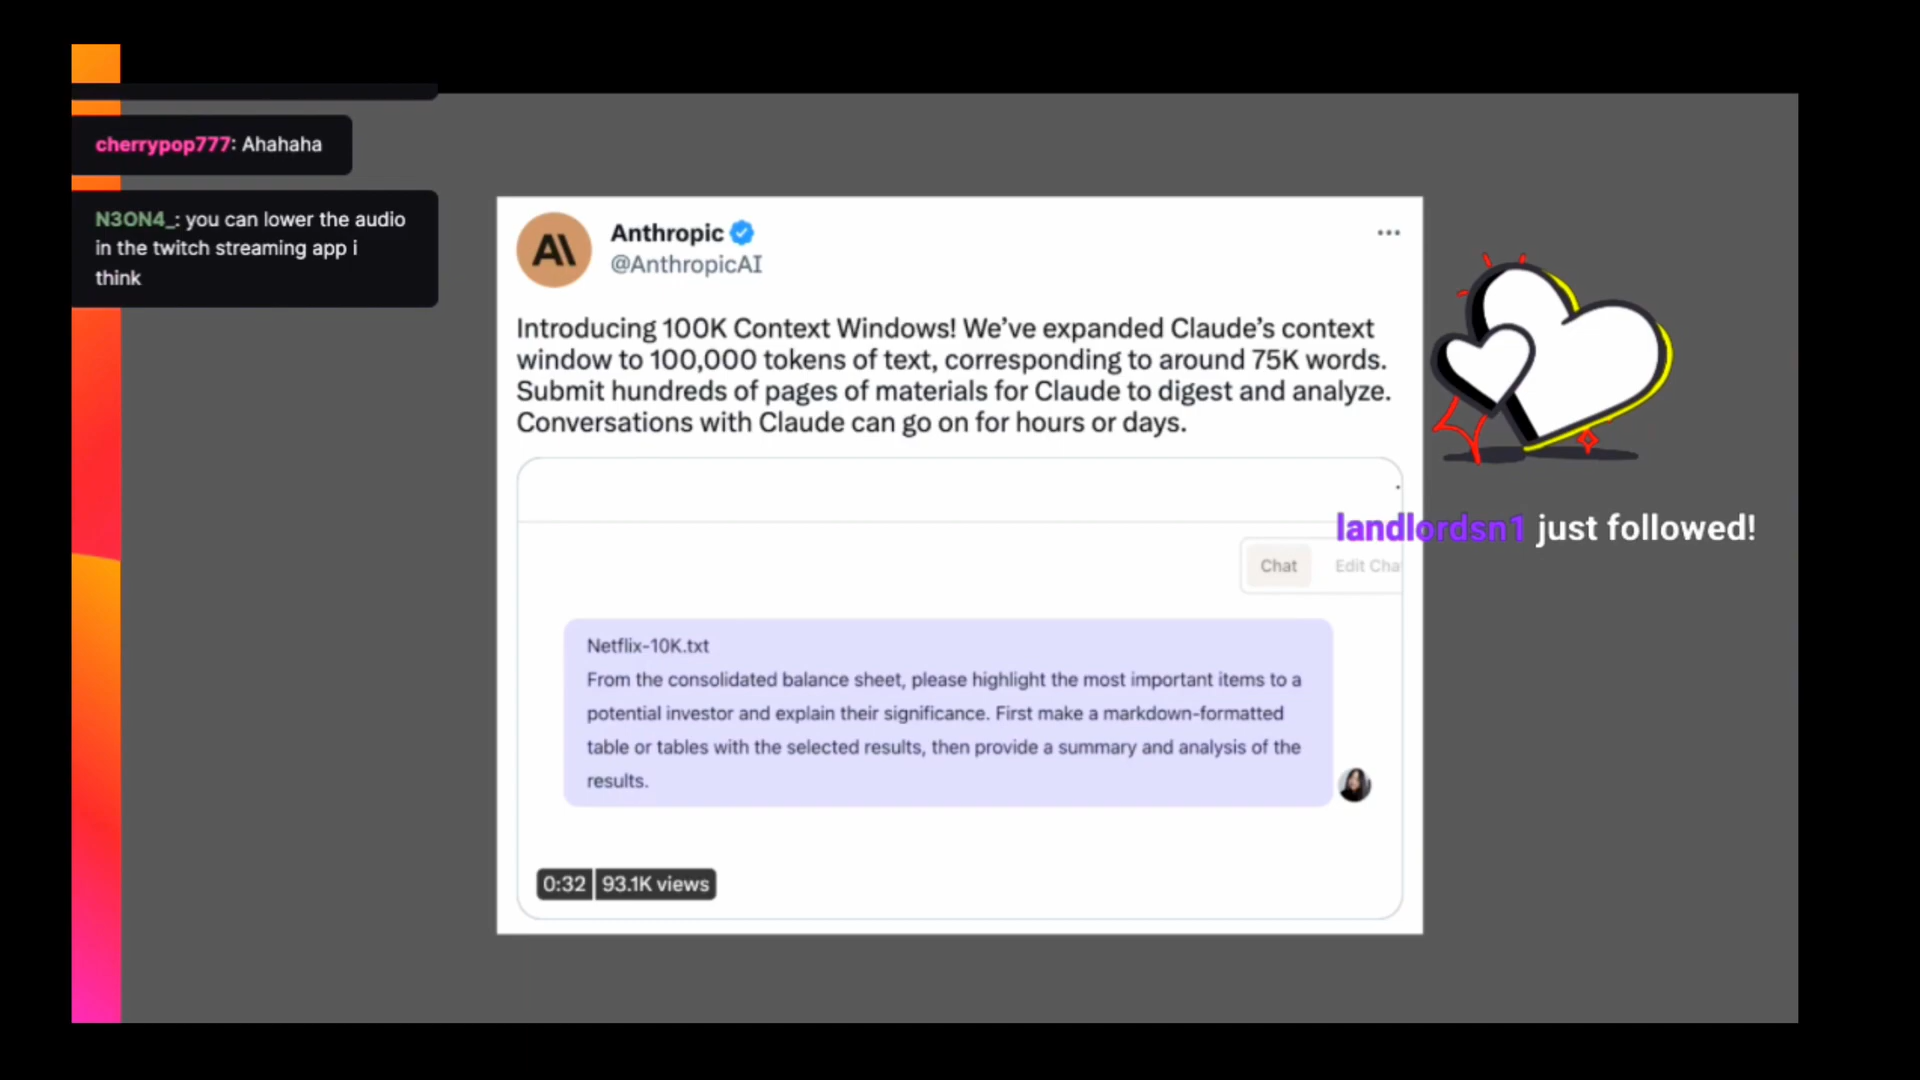 cherrypop777: Ahahaha
N3ON4_: you can lower the audio
in the twitch streaming app i
think
Anthropic
@AnthropicAI
Introducing 100K Context Windows! We’ve expanded Claude’s context
window to 100,000 tokens of text, corresponding to around 75K words.
Submit hundreds of pages of materials for Claude to digest and analyze.
Conversations with Claude can go on for hours or days.
landlordsn1 just followed!
Chat Edit Cha
Netflix-10K.txt
From the consolidated balance sheet, please highlight the most important items to a
potential investor and explain their significance. First make a markdown-formatted
table or tables with the selected results, then provide a summary and analysis of the
results.
0:32 93.1K views